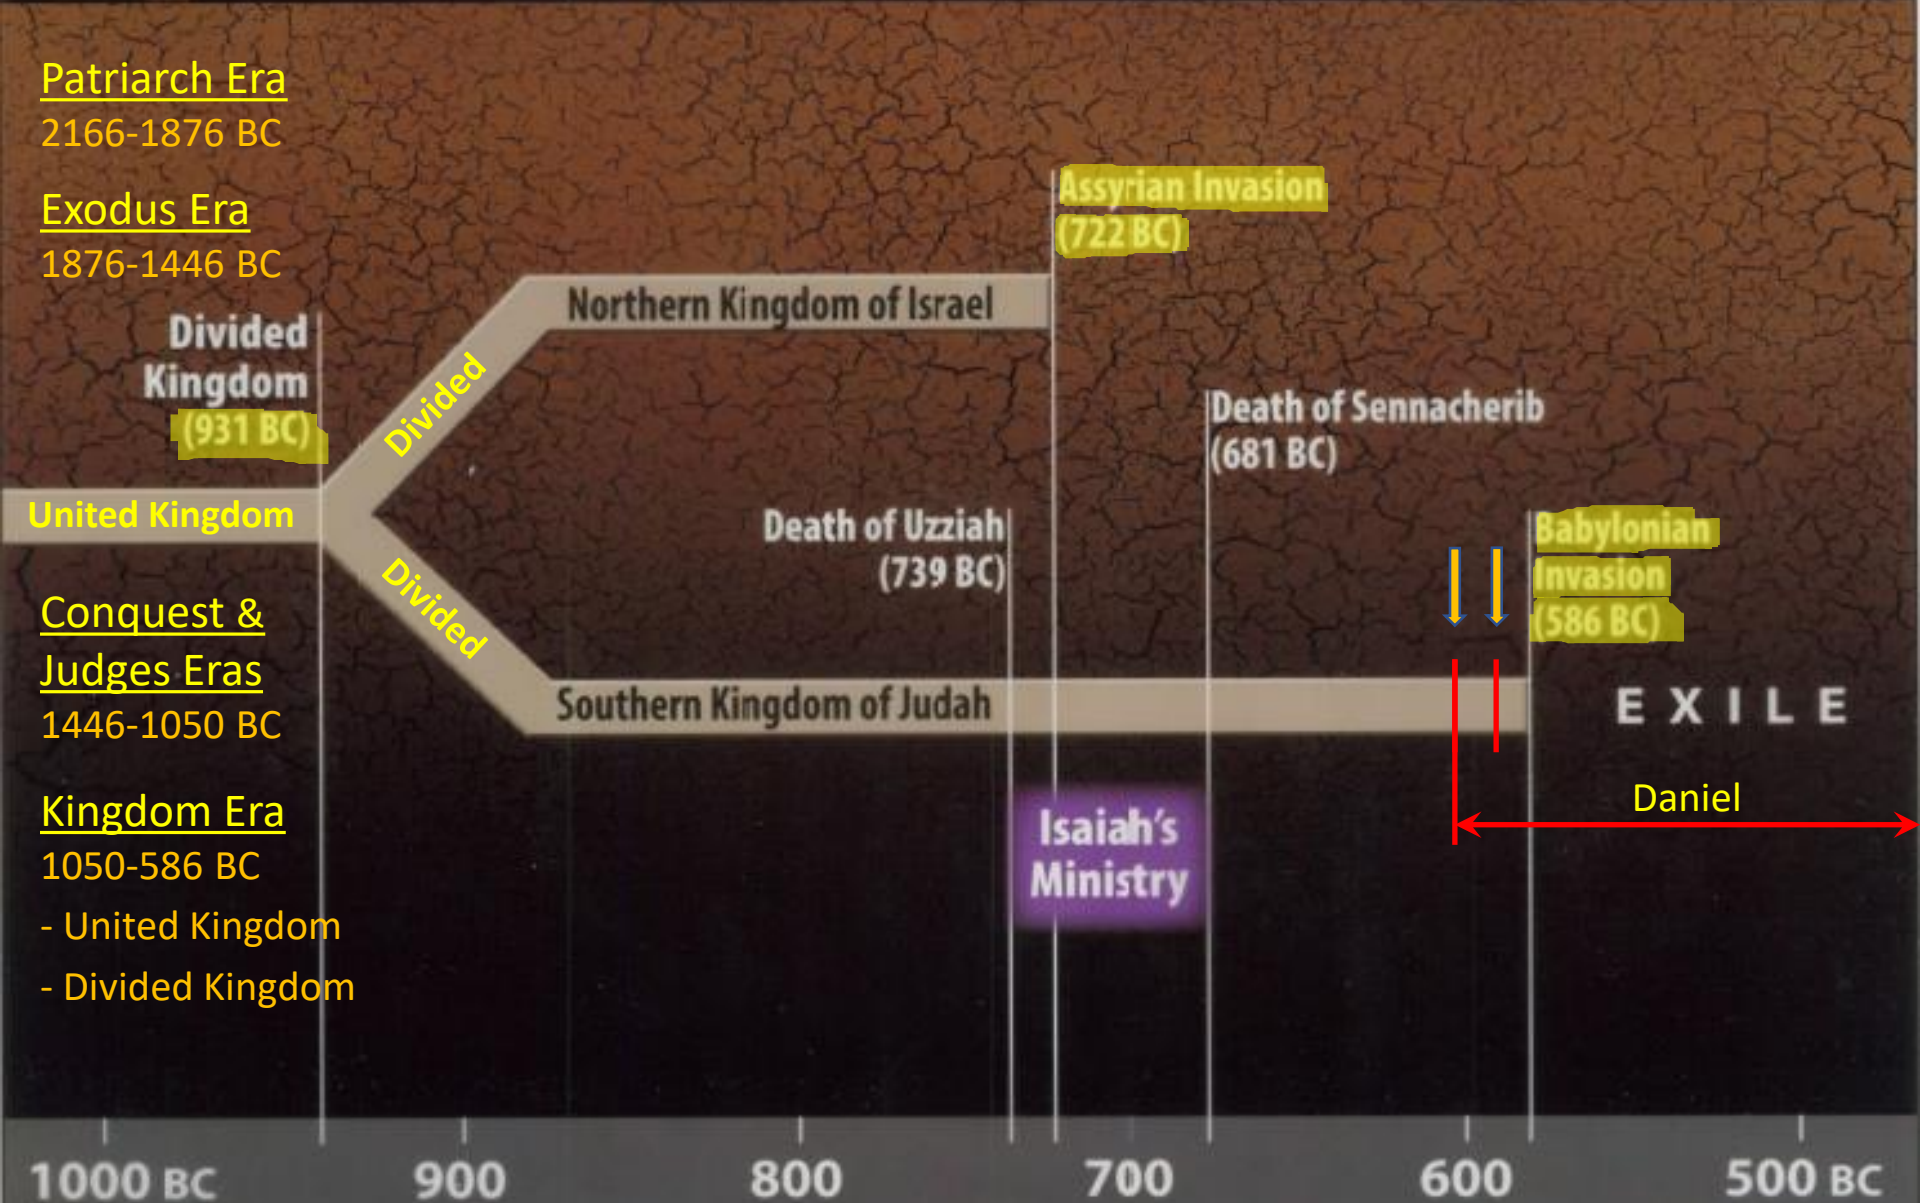 Patriarch Era
2166-1876 BC
Exodus Era
1876-1446 BC
Divided
Kingdom
(931 BC)
United Kingdom
Divided
Divided
Northern Kingdom of Israel
Southern Kingdom of Judah
Assyrian Invasion
(722 BC)
Death of Sennacherib
(681 BC)
Death of Uzziah
(739 BC)
Babylonian
Invasion
(586 BC)
EXILE
Daniel
Isaiah's
Ministry
Conquest &
Judges Eras
1446-1050 BC
Kingdom Era
1050-586 BC
- United Kingdom
- Divided Kingdom
1000 BC 900 800 700 600 500 BC